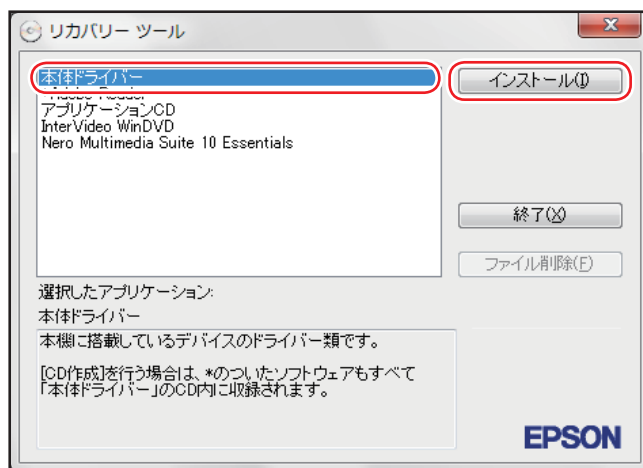 リカバリー ツール
本体ドライバー
アプリケーションCD
InterVideo WinDVD
Nero Multimedia Suite 10 Essentials
インストール(I)
終了(X)
ファイル削除(F)
選択したアプリケーション:
本体ドライバー
本機に搭載しているデバイスのドライバー類です。
[CD作成]を行う場合は、*のついたソフトウェアもすべて
「本体ドライバー」のCD内に収録されます。
EPSON